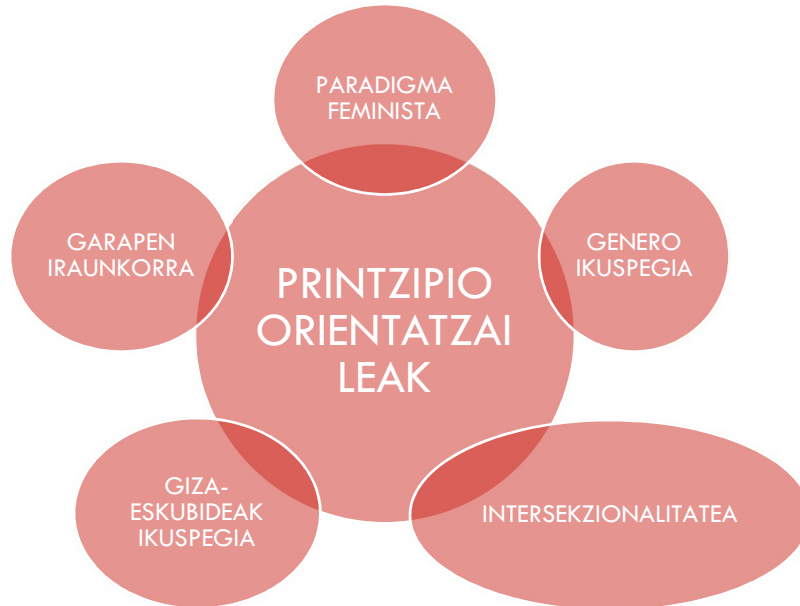 PARADIGMA
FEMINISTA
GARAPEN
IRAUNKORRA
GENERO
IKUSPEGIA
PRINTZIPIO
ORIENTATZAI
LEAK
GIZA-
ESKUBIDEAK
IKUSPEGIA
INTERSEKZIONALITATEA